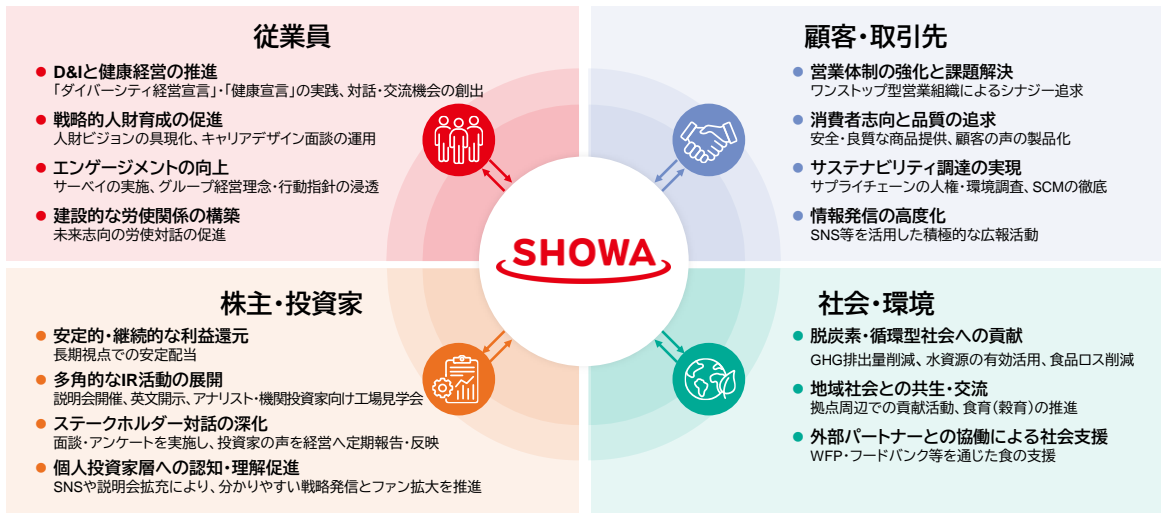 従業員
● D&Iと健康経営の推進
「ダイバーシティ経営宣言」・「健康宣言」の実践、対話・交流機会の創出
● 戦略的人財育成の促進
人財ビジョンの具現化、キャリアデザイン面談の運用
● エンゲージメントの向上
サーベイの実施、グループ経営理念・行動指針の浸透
● 建設的な労使関係の構築
未来志向の労使対話の促進
顧客・取引先
● 営業体制の強化と課題解決
ワンストップ型営業組織によるシナジー追求
● 消費者志向と品質の追求
安全・良質な商品提供、顧客の声の製品化
● サステナビリティ調達の実現
サプライチェーンの人権・環境調査、SCMの徹底
● 情報発信の高度化
SNS等を活用した積極的な広報活動
SHOWA
株主・投資家
● 安定的・継続的な利益還元
長期視点での安定配当
● 多角的なIR活動の展開
説明会開催、英文開示、アナリスト・機関投資家向け工場見学会
● ステークホルダー対話の深化
面談・アンケートを実施し、投資家の声を経営へ定期報告・反映
● 個人投資家層への認知・理解促進
SNSや説明会拡充により、分かりやすい戦略発信とファン拡大を推進
社会・環境
● 脱炭素・循環型社会への貢献
GHG排出量削減、水資源の有効活用、食品ロス削減
● 地域社会との共生・交流
拠点周辺での貢献活動、食育（穀育）の推進
● 外部パートナーとの協働による社会支援
WFP・フードバンク等を通じた食の支援